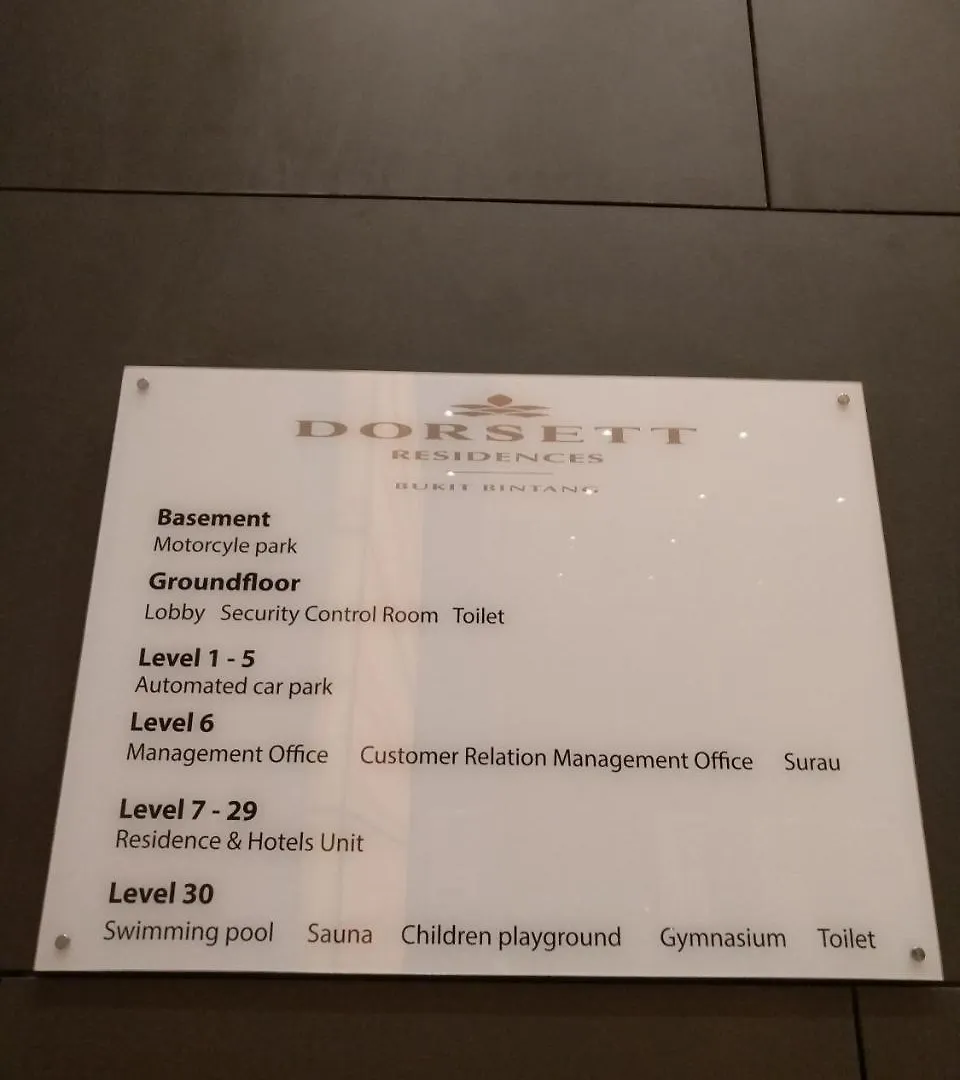 DORSETT
RESIDENCES
BUKIT BINTANG
Basement
Motorcyle park
Groundfloor
Lobby Security Control Room Toilet
Level 1 - 5
Automated car park
Level 6
Management Office Customer Relation Management Office Surau
Level 7 - 29
Residence & Hotels Unit
Level 30
Swimming pool Sauna Children playground Gymnasium Toilet